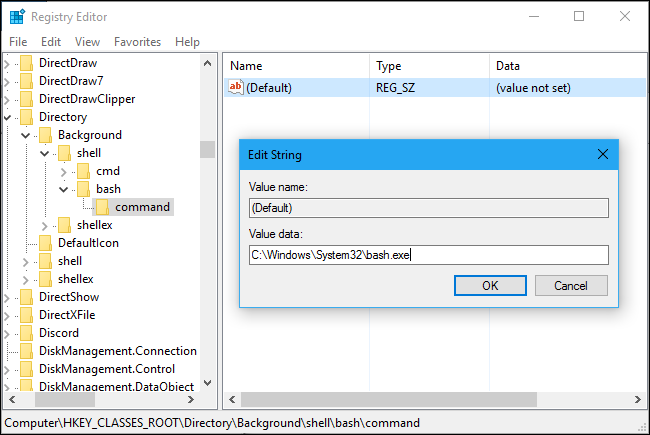 Registry Editor
File Edit View Favorites Help
DirectDraw
DirectDraw7
DirectDrawClipper
Directory
Background
shell
cmd
bash
command
shellex
DefaultIcon
shell
shellex
DirectShow
DirectXFile
Discord
DiskManagement.Connection
DiskManagement.Control
DiskManagement.DataObject
Name Type Data
ab (Default) REG_SZ (value not set)
Edit String
Value name:
(Default)
Value data:
C:\Windows\System32\bash.exe
OK Cancel
Computer\HKEY_CLASSES_ROOT\Directory\Background\shell\bash\command